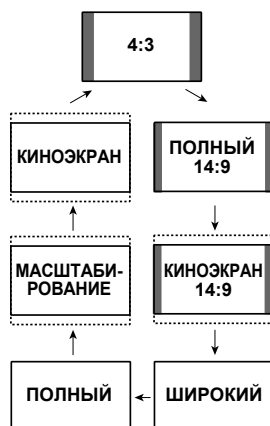 4:3
КИНОЭКРАН
ПОЛНЫЙ
14:9
МАСШТАБИ-
РОВАНИЕ
КИНОЭКРАН
14:9
ПОЛНЫЙ
ШИРОКИЙ